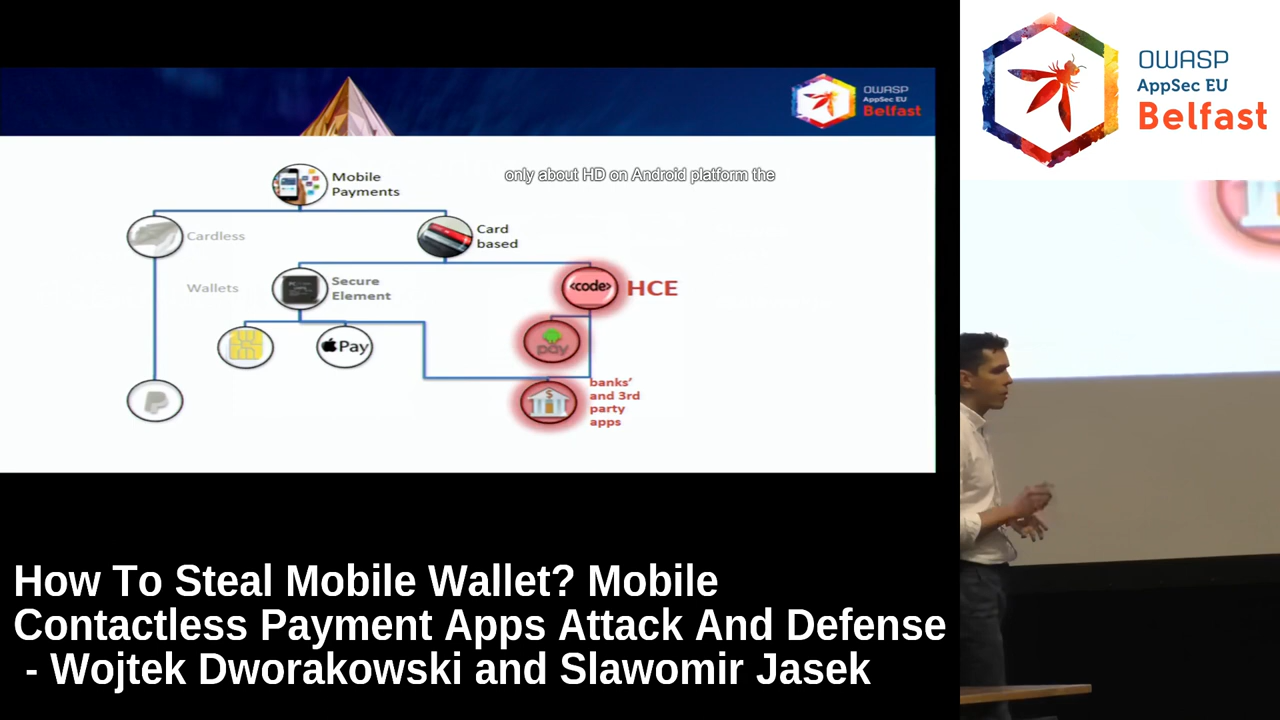 OWASP
AppSec EU
Belfast
OWASP
AppSec EU
Belfast
Mobile
Payments
only about HD on Android platform the
Cardless
Card
based
Wallets
Secure
Element
<code>
HCE
Pay
pay
banks'
and 3rd
party
apps
How To Steal Mobile Wallet? Mobile
Contactless Payment Apps Attack And Defense
- Wojtek Dworakowski and Slawomir Jasek